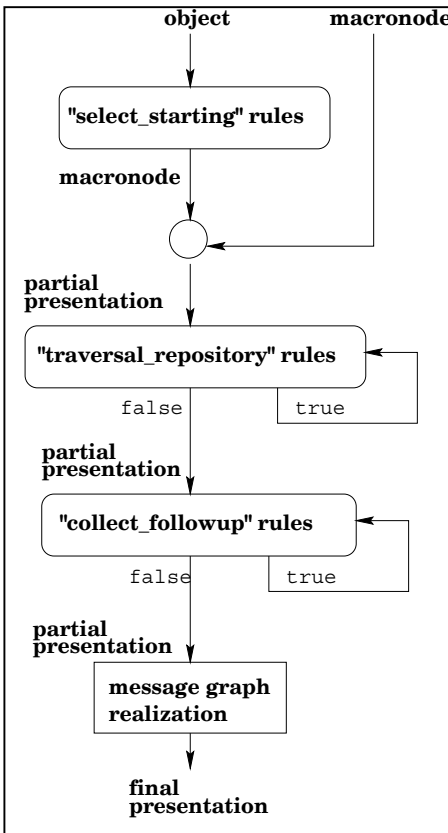 object
macronode
"select_starting" rules
macronode
partial
presentation
"traversal_repository" rules
false
true
partial
presentation
"collect_followup" rules
false
true
partial
presentation
message graph
realization
final
presentation